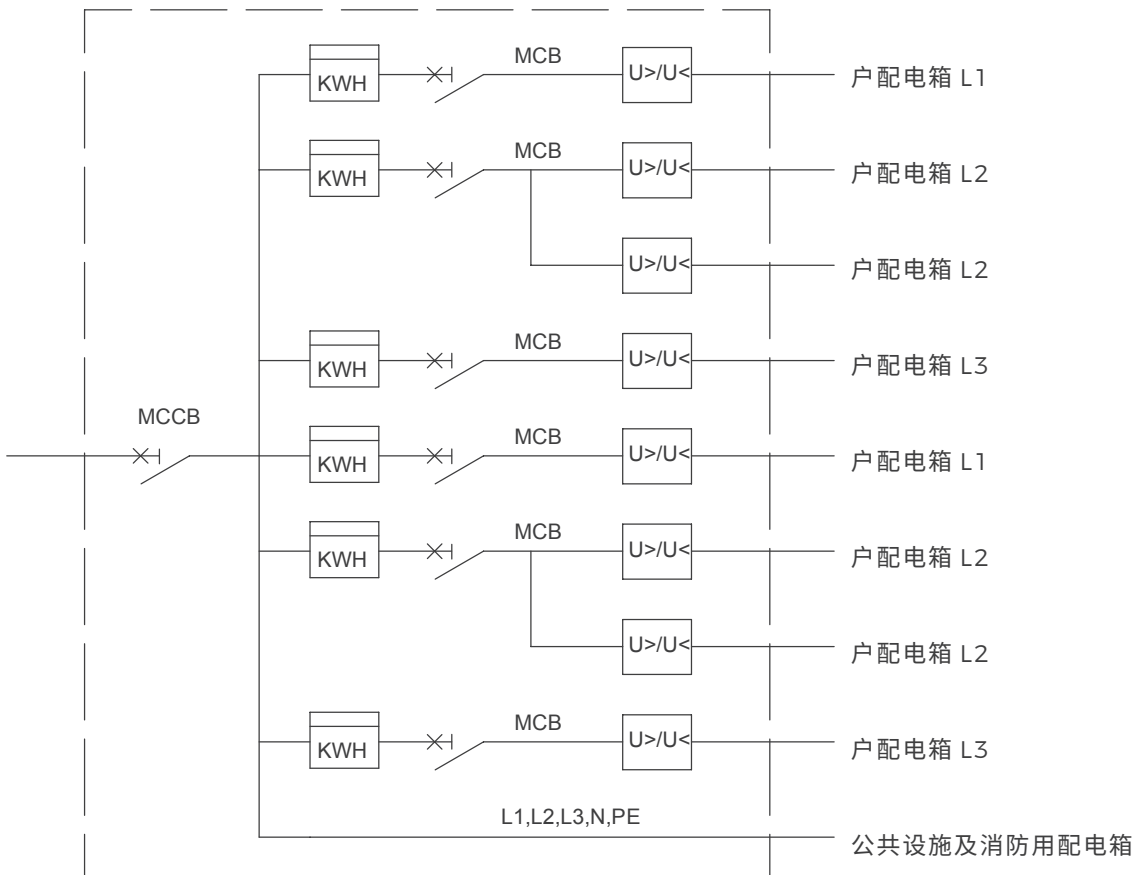 MCB
KWH U>/U< 户配电箱 L1
MCB
KWH U>/U< 户配电箱 L2
U>/U< 户配电箱 L2
MCB
KWH U>/U< 户配电箱 L3
MCCB
MCB
KWH U>/U< 户配电箱 L1
MCB
KWH U>/U< 户配电箱 L2
U>/U< 户配电箱 L2
MCB
KWH U>/U< 户配电箱 L3
L1,L2,L3,N,PE
公共设施及消防用配电箱